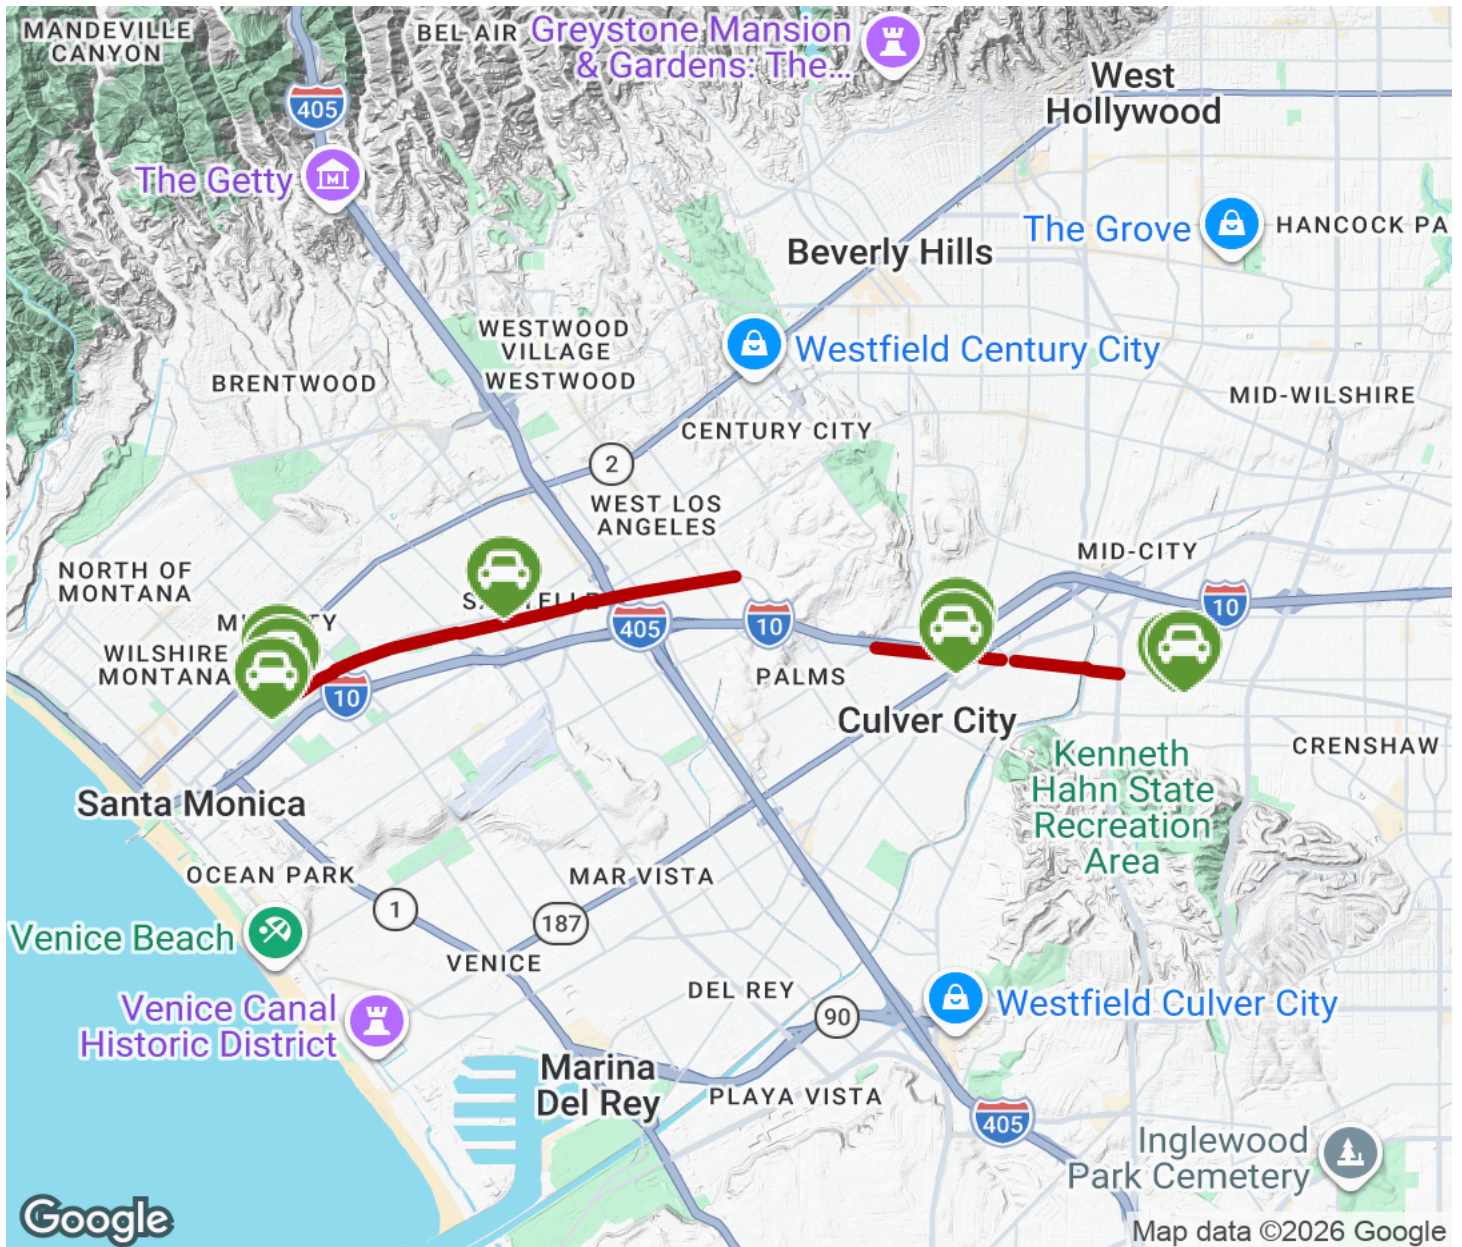 MANDEVILLE
CANYON
BEL AIR
Greystone Mansion
& Gardens: The...
West
Hollywood
405
The Getty
The Grove
HANCOCK PA
Beverly Hills
WESTWOOD
VILLAGE
WESTWOOD
Westfield Century City
BRENTWOOD
MID-WILSHIRE
CENTURY CITY
2
WEST LOS
ANGELES
MID-CITY
NORTH OF
MONTANA
10
405
10
WILSHIRE
MONTANA
10
PALMS
Culver City
CRENSHAW
Kenneth
Hahn State
Recreation
Area
Santa Monica
OCEAN PARK
MAR VISTA
1
187
Venice Beach
VENICE
DEL REY
Westfield Culver City
90
Venice Canal
Historic District
Marina
Del Rey
PLAYA VISTA
405
Inglewood
Park Cemetery
Google
Map data ©2026 Google